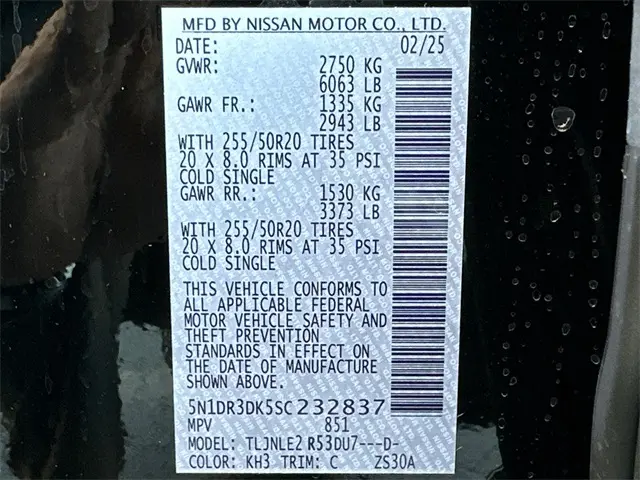 MFD BY NISSAN MOTOR CO., LTD.
DATE: 02/25
GVWR: 2750 KG
6063 LB
GAWR FR.: 1335 KG
2943 LB
WITH 255/50R20 TIRES
20 X 8.0 RIMS AT 35 PSI
COLD SINGLE
GAWR RR.: 1530 KG
3373 LB
WITH 255/50R20 TIRES
20 X 8.0 RIMS AT 35 PSI
COLD SINGLE
THIS VEHICLE CONFORMS TO
ALL APPLICABLE FEDERAL
MOTOR VEHICLE SAFETY AND
THEFT PREVENTION
STANDARDS IN EFFECT ON
THE DATE OF MANUFACTURE
SHOWN ABOVE.
5N1DR3DK5SC232837
MPV 851
MODEL: TLJNLE2 R53DU7---D-
COLOR: KH3 TRIM: C ZS30A